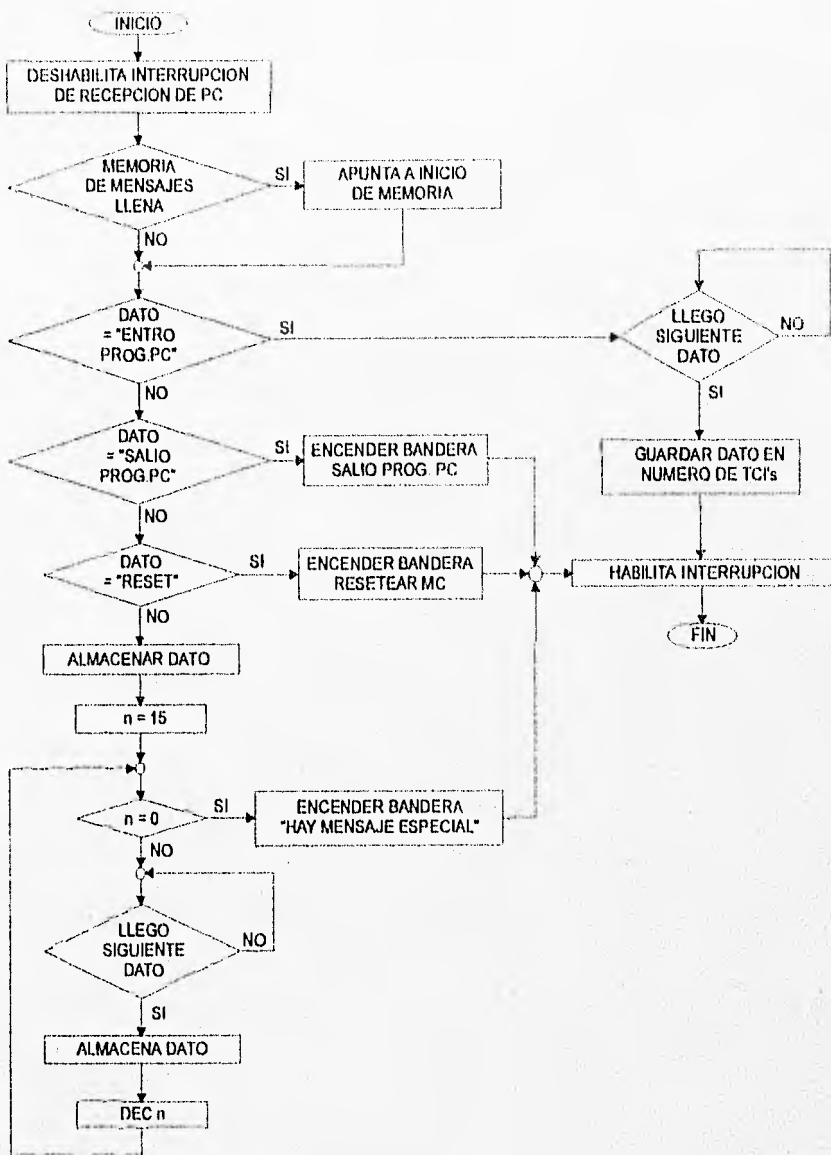 INICIO
DESHABILITA INTERRUPCION
DE RECEPCION DE PC
MEMORIA
DE MENSAJES
LLENA
SI
APUNTA A INICIO
DE MEMORIA
NO
DATO
= "ENTRO
PROG.PC"
SI
LLEGO
SIGUIENTE
DATO
NO
NO
SI
DATO
= "SALIO
PROG.PC"
SI
ENCENDER BANDERA
SALIO PROG. PC
GUARDAR DATO EN
NUMERO DE TCI's
NO
DATO
= "RESET"
SI
ENCENDER BANDERA
RESETEAR MC
HABILITA INTERRUPCION
NO
FIN
ALMACENAR DATO
n = 15
n = 0
SI
ENCENDER BANDERA
"HAY MENSAJE ESPECIAL"
NO
LLEGO
SIGUIENTE
DATO
NO
SI
ALMACENA DATO
DEC n